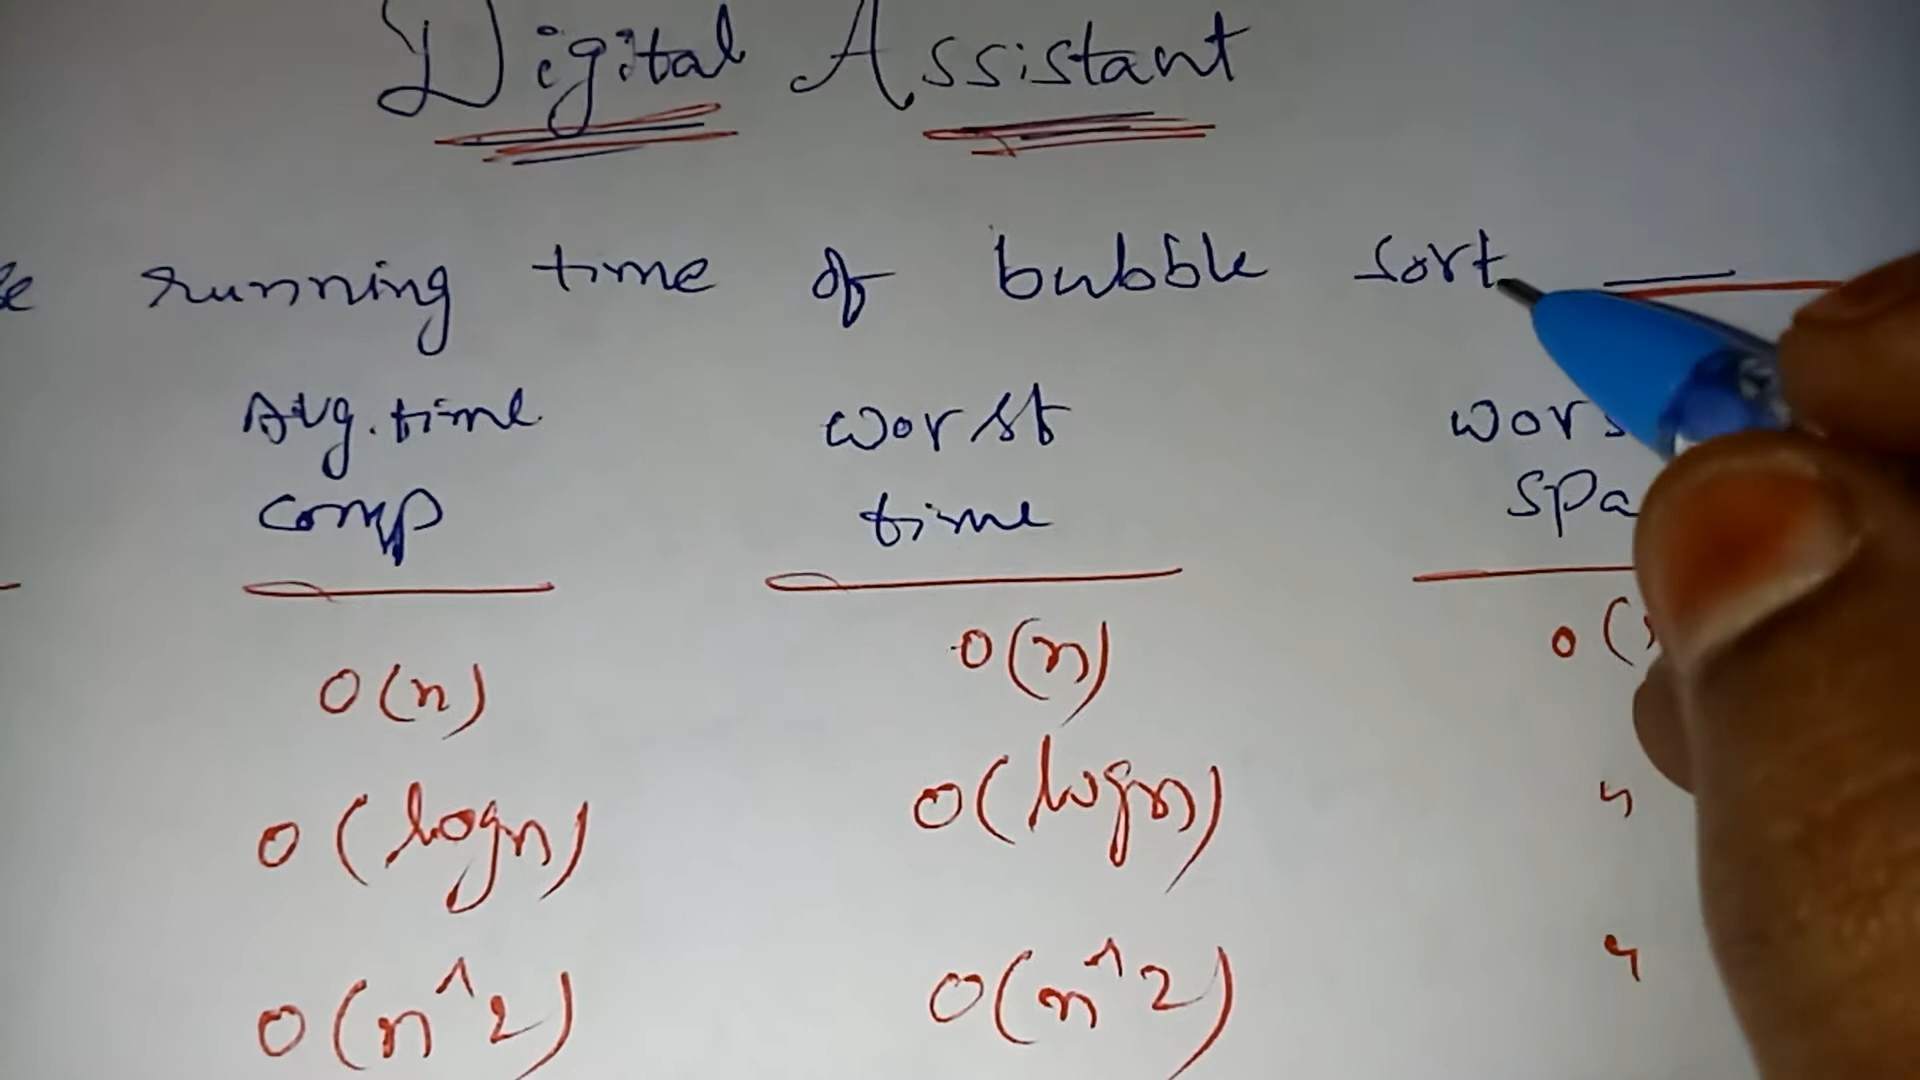 Digital Assistant
running time of bubble sort
Avg. time worst
comp time
O(n) O(n)
O(logn) O(logn)
O(n^2) O(n^2)